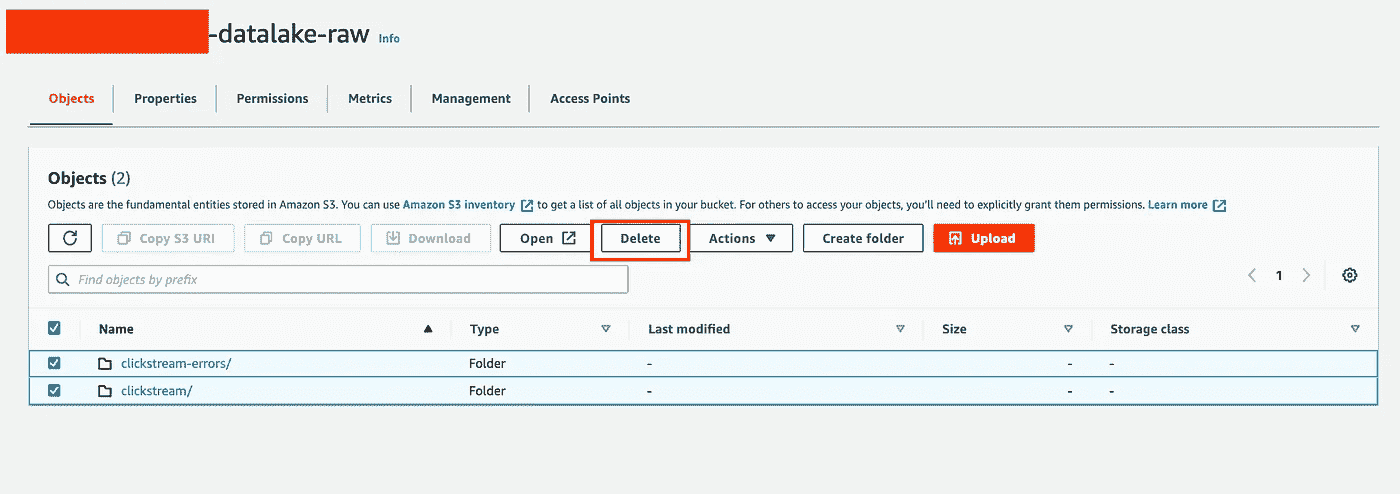 -datalake-raw Info
Objects Properties Permissions Metrics Management Access Points
Objects (2)
Objects are the fundamental entities stored in Amazon S3. You can use Amazon S3 inventory to get a list of all objects in your bucket. For others to access your objects, you'll need to explicitly grant them permissions. Learn more
Copy S3 URI Copy URL Download Open Delete Actions Create folder Upload
Find objects by prefix 1
Name Type Last modified Size Storage class
clickstream-errors/ Folder - - -
clickstream/ Folder - - -